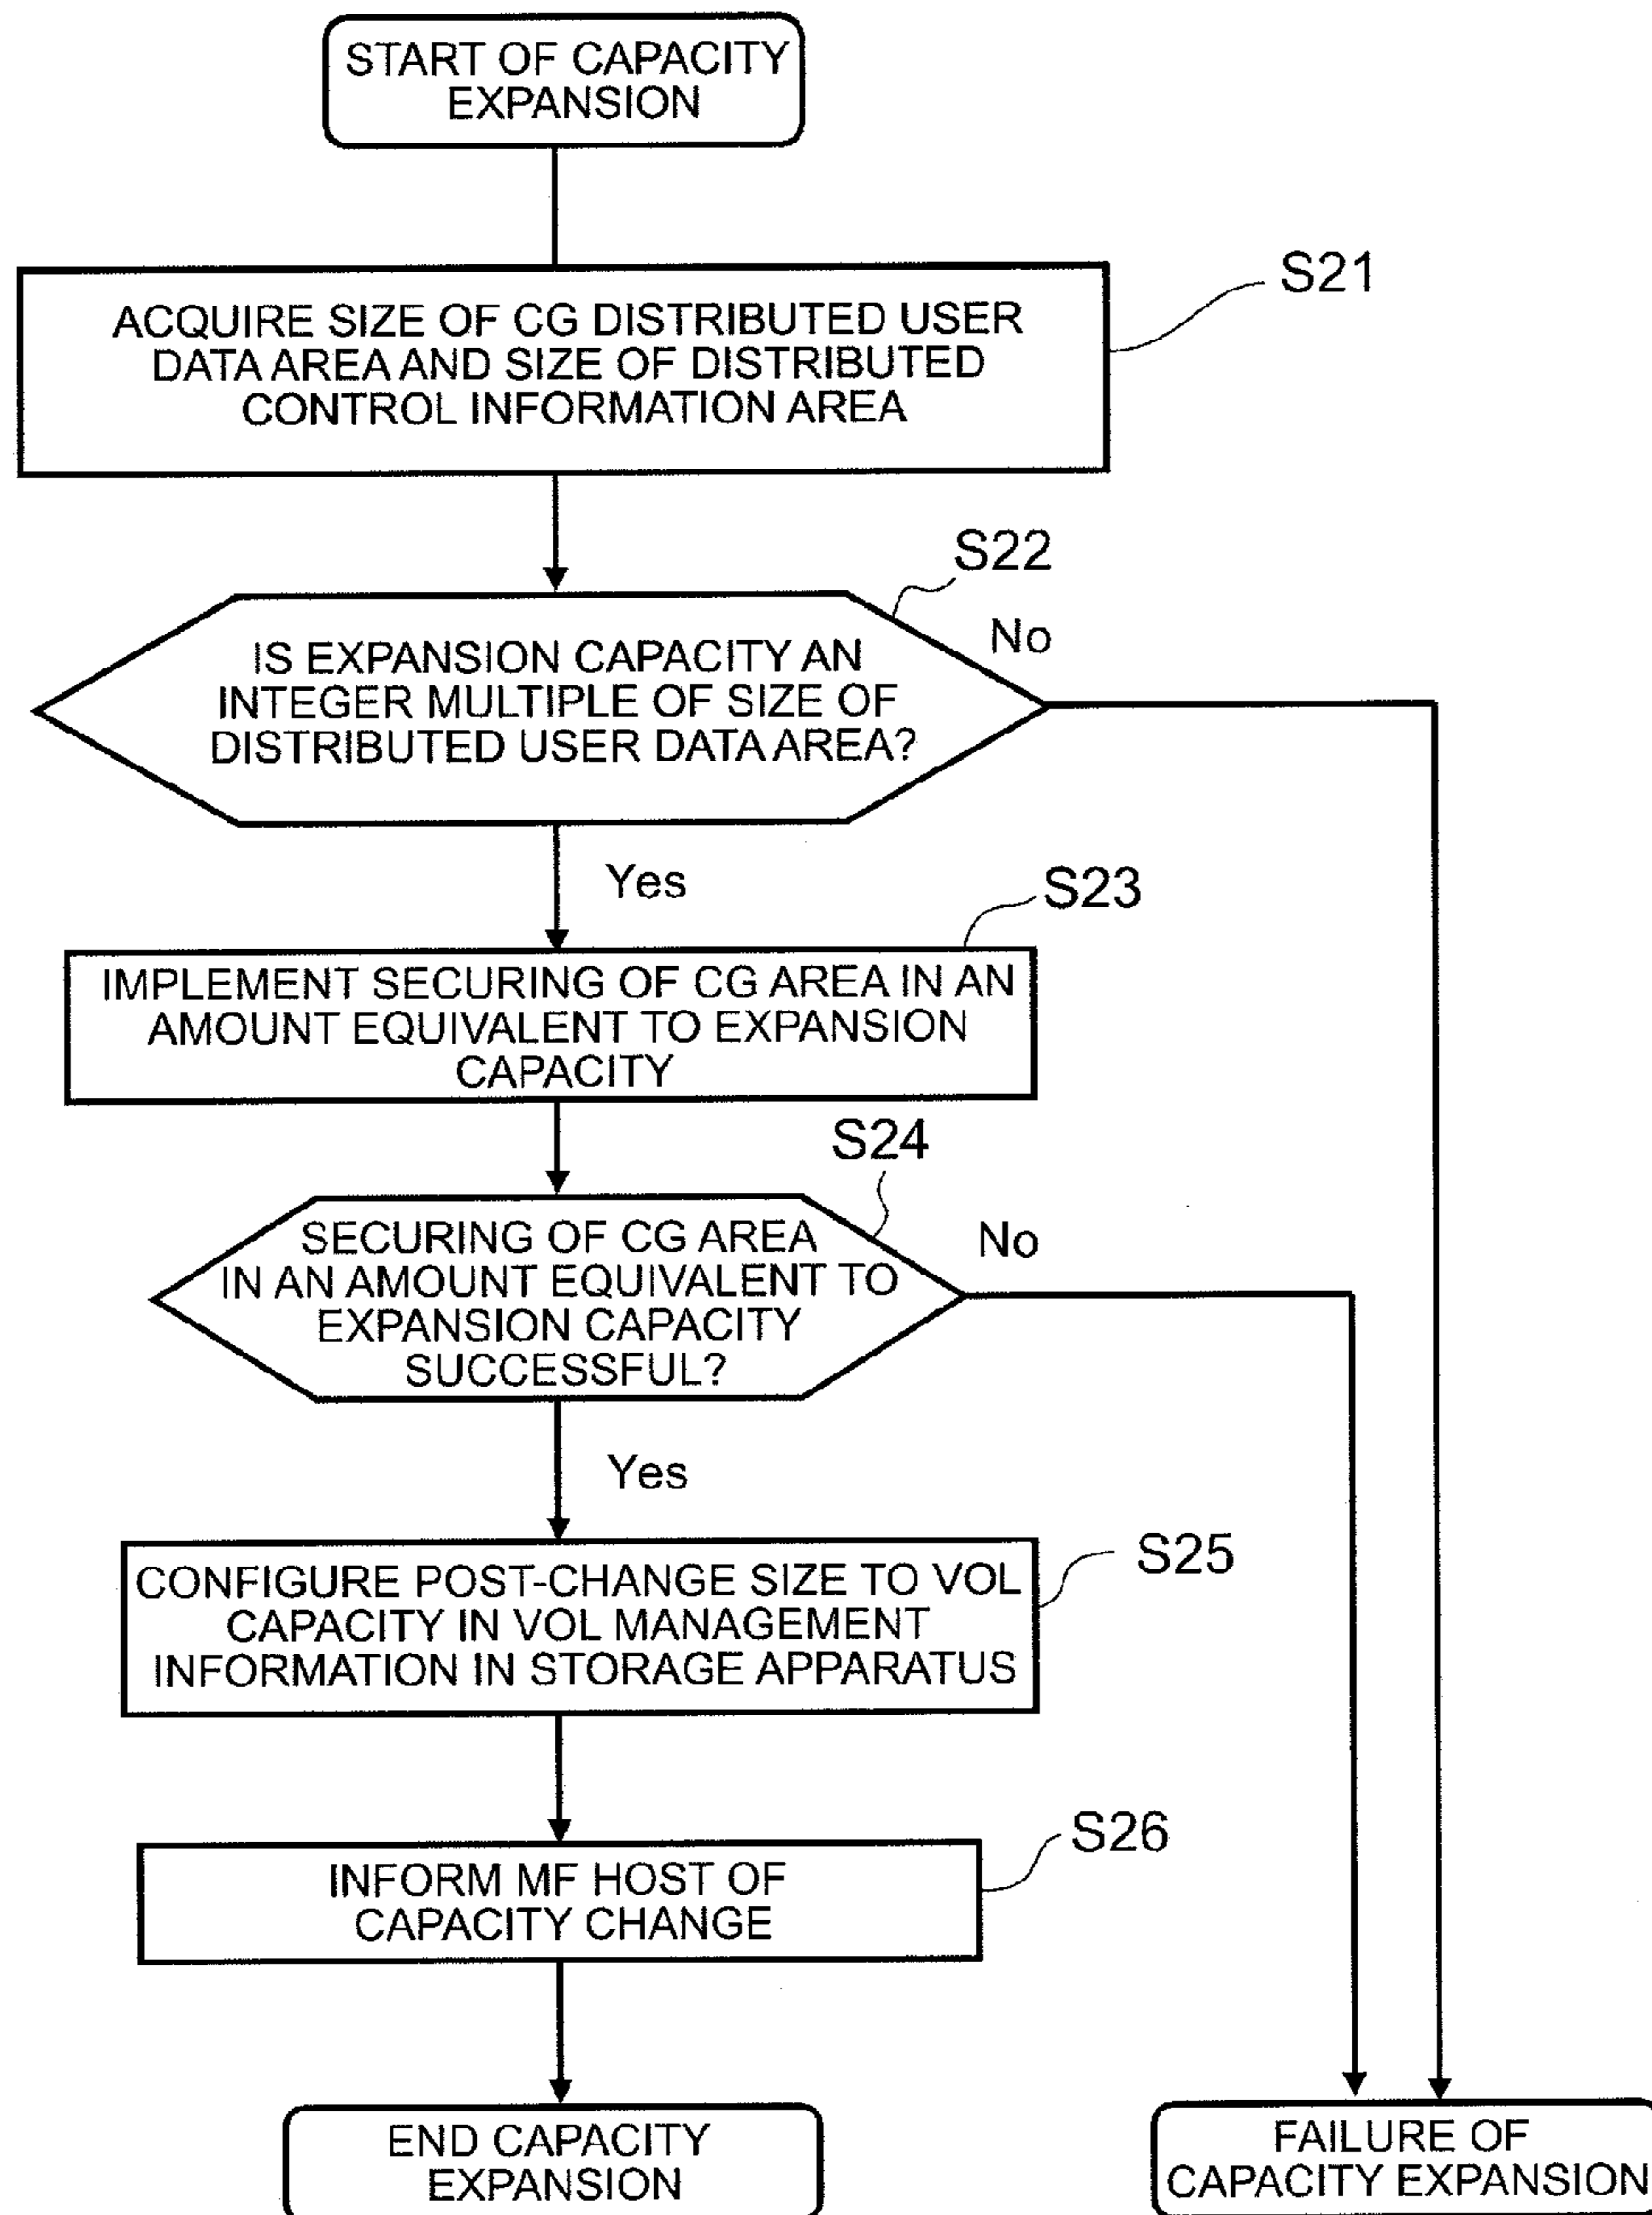 START OF CAPACITY
EXPANSION
S21
ACQUIRE SIZE OF CG DISTRIBUTED USER
DATA AREA AND SIZE OF DISTRIBUTED
CONTROL INFORMATION AREA
S22
No
IS EXPANSION CAPACITY AN
INTEGER MULTIPLE OF SIZE OF
DISTRIBUTED USER DATA AREA?
Yes
S23
IMPLEMENT SECURING OF CG AREA IN AN
AMOUNT EQUIVALENT TO EXPANSION
CAPACITY
S24
No
SECURING OF CG AREA
IN AN AMOUNT EQUIVALENT TO
EXPANSION CAPACITY
SUCCESSFUL?
Yes
S25
CONFIGURE POST-CHANGE SIZE TO VOL
CAPACITY IN VOL MANAGEMENT
INFORMATION IN STORAGE APPARATUS
S26
INFORM MF HOST OF
CAPACITY CHANGE
END CAPACITY
EXPANSION
FAILURE OF
CAPACITY EXPANSION